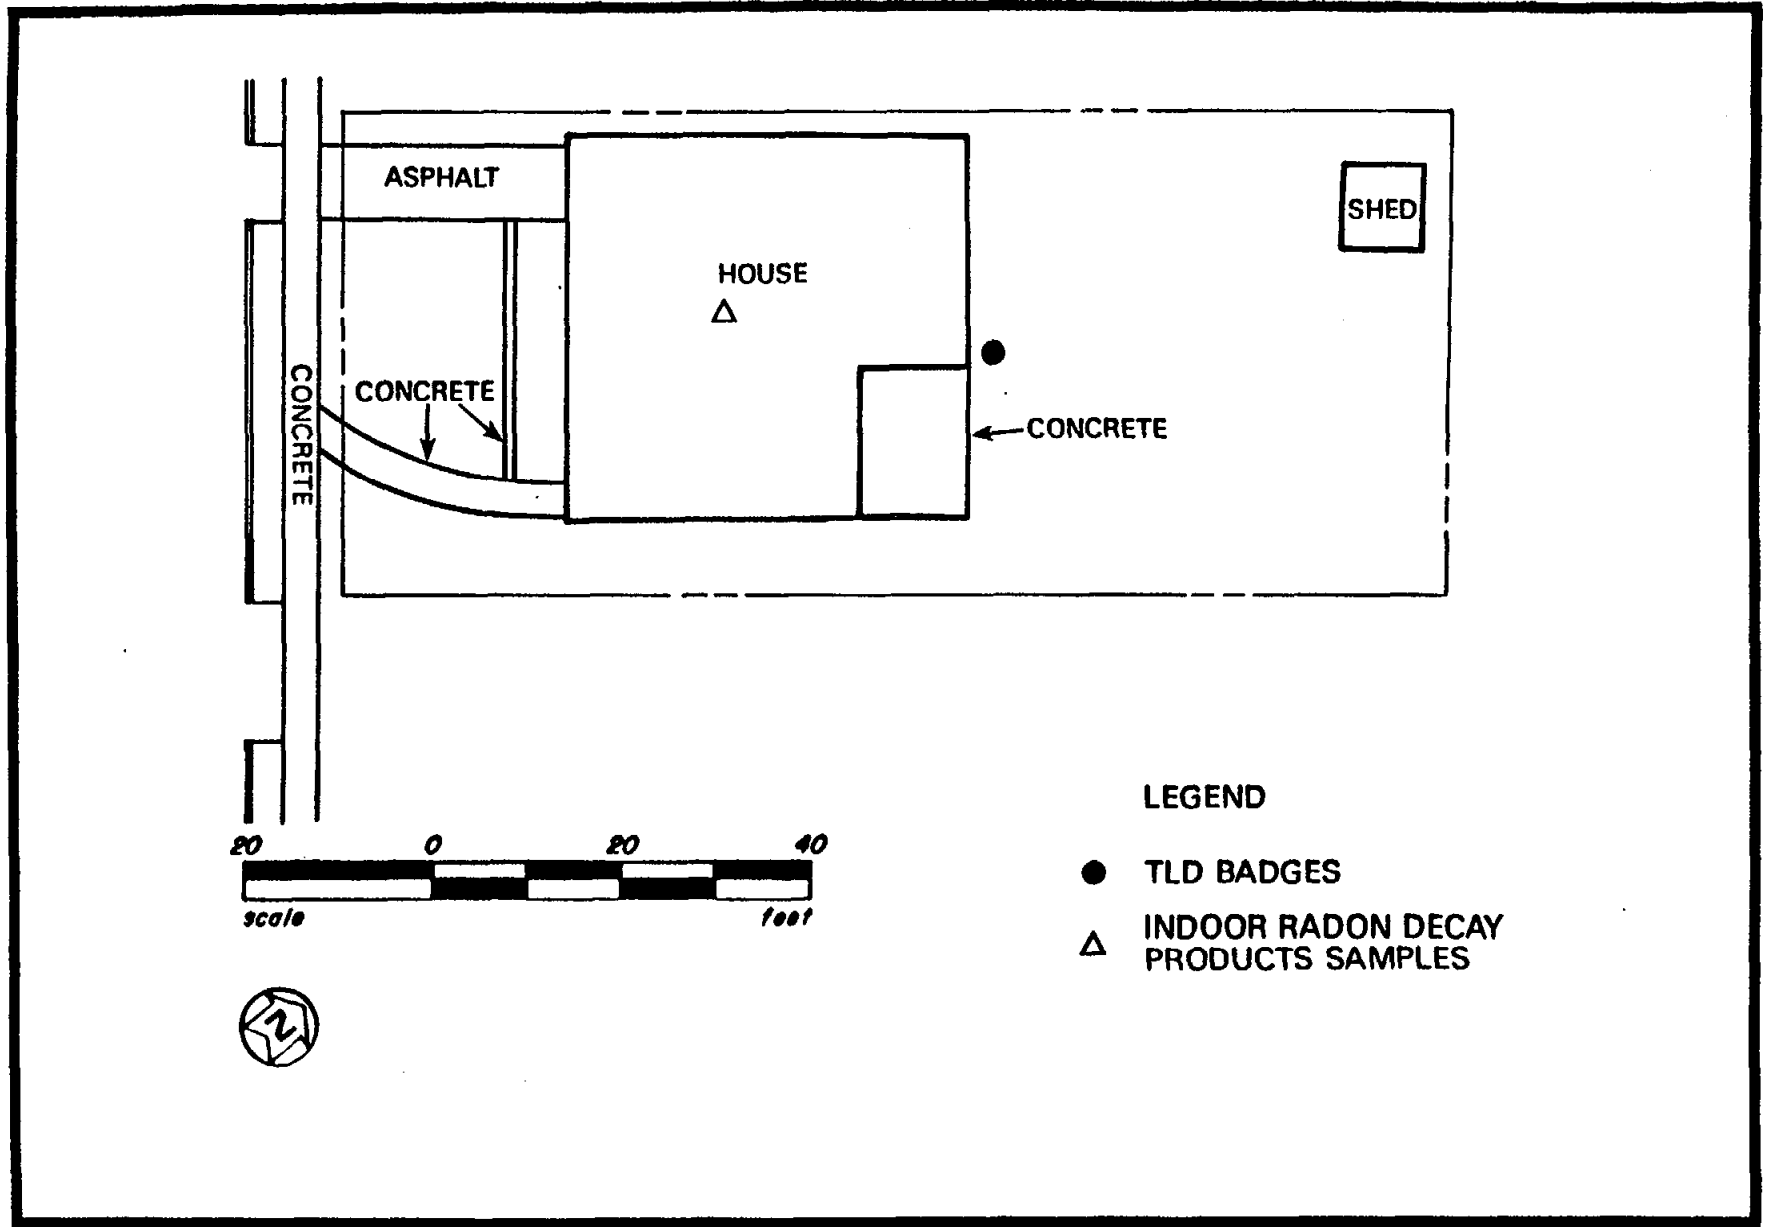 ASPHALT
SHED
HOUSE
CONCRETE
CONCRETE
CONCRETE
LEGEND
20 0 20 40
scale feet
TLD BADGES
INDOOR RADON DECAY
PRODUCTS SAMPLES
N